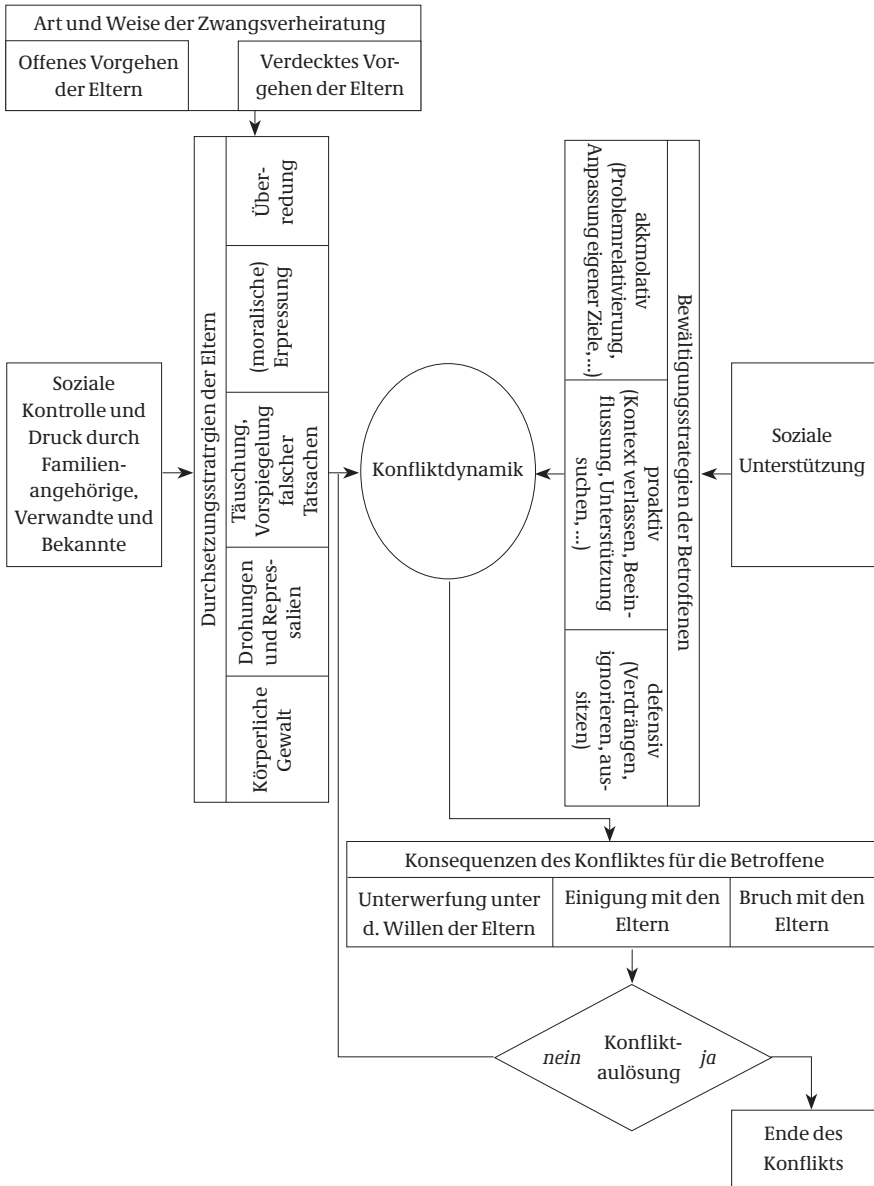 Art und Weise der Zwangsverheiratung
Offenes Vorgehen
der Eltern
Verdecktes Vor-
gehen der Eltern
Durchsetzungsstratrgien der Eltern
Über-
redung
(moralische)
Erpressung
Täuschung,
Vorspiegelung
falscher
Tatsachen
Drohungen
und Repres-
salien
Körperliche
Gewalt
Soziale
Kontrolle und
Druck durch
Familien-
angehörige,
Verwandte und
Bekannte
Konfliktdynamik
akkmolativ
(Problemrelativierung,
Anpassung eigener Ziele, ...)
proaktiv
(Kontext verlassen, Beein-
flussung, Unterstützung
suchen, ...)
defensiv
(Verdrängen,
ignorieren, aus-
sitzen)
Bewältigungsstrategien der Betroffenen
Soziale
Unterstützung
Konsequenzen des Konfliktes für die Betroffene
Unterwerfung unter
d. Willen der Eltern
Einigung mit den
Eltern
Bruch mit den
Eltern
nein
Konflikt-
aulösung
ja
Ende des
Konflikts